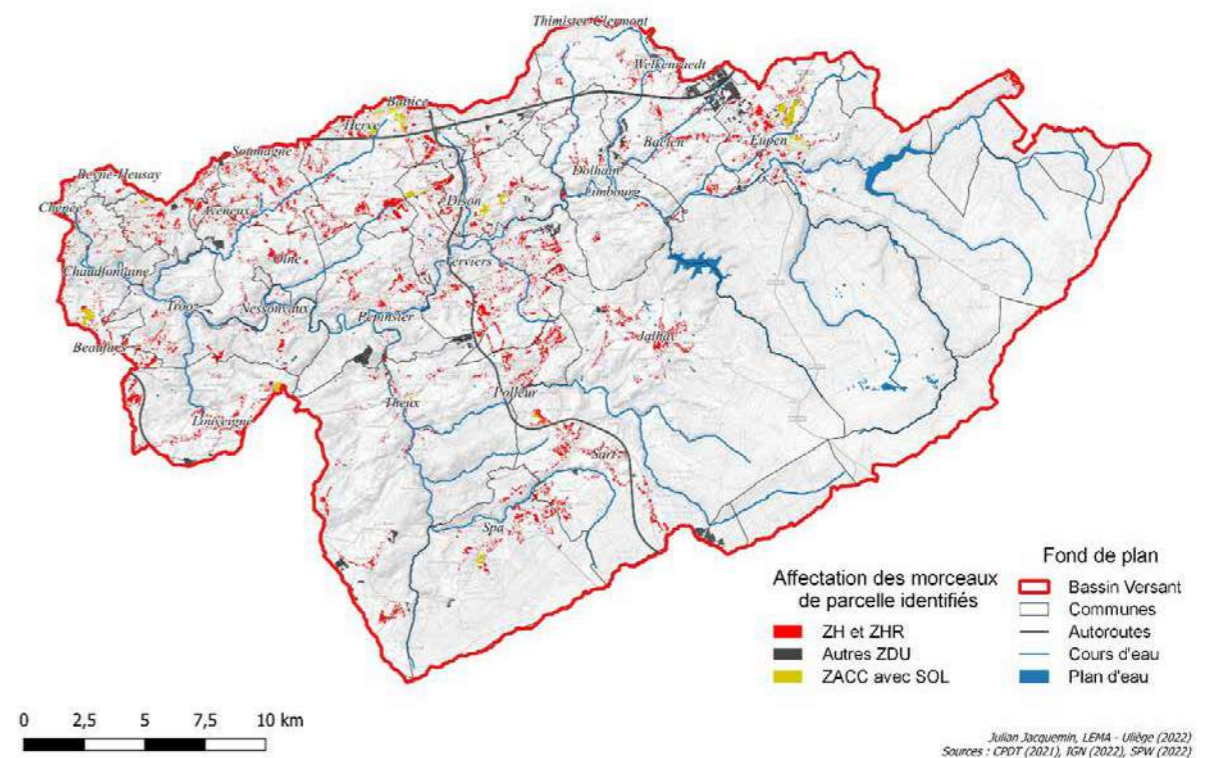 Thimister-Clermont
Welkenraedt
Battice
Herve
Soumagne
Baelen
Eupen
Beyne-Heusay
Dolhain
Limbourg
Chênée
Ayeneux
Dison
Olne
Chaudfontaine
Verviers
Trooz
Nessonvaux
Pepinster
Jalhay
Beaufays
Theux
Polleur
Louveigné
Sart
Spa
Affectation des morceaux
de parcelle identifiés
ZH et ZHR
Autres ZDU
ZACC avec SOL
Fond de plan
Bassin Versant
Communes
Autoroutes
Cours d'eau
Plan d'eau
0 2,5 5 7,5 10 km
Julian Jacquemin, LEMA - Uliège (2022)
Sources : CPDT (2021), IGN (2022), SPW (2022)